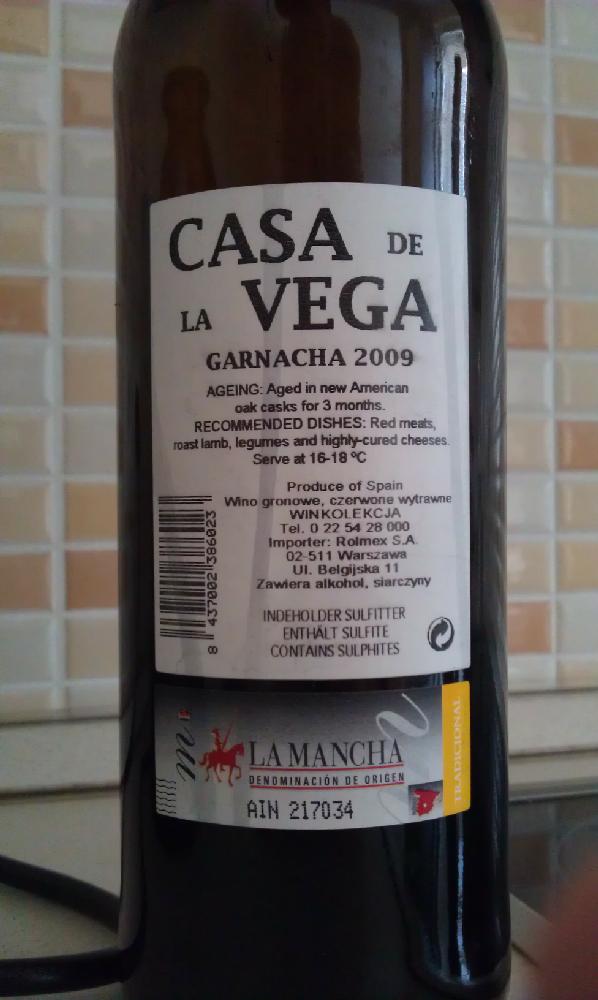 CASA DE
LA VEGA
GARNACHA 2009
AGEING: Aged in new American
oak casks for 3 months.
RECOMMENDED DISHES: Red meats,
roast lamb, legumes and highly-cured cheeses.
Serve at 16-18 ºC
Produce of Spain
Wino gronowe, czerwone wytrawne
WINKOLEKCJA
Tel. 0 22 54 28 000
Importer: Rolmex S.A.
02-511 Warszawa
Ul. Belgijska 11
Zawiera alkohol, siarczyny
8 437002 386023
INDEHOLDER SULFITTER
ENTHÄLT SULFITE
CONTAINS SULPHITES
m
LA MANCHA
DENOMINACIÓN DE ORIGEN
AIN 217034
TRADICIONAL